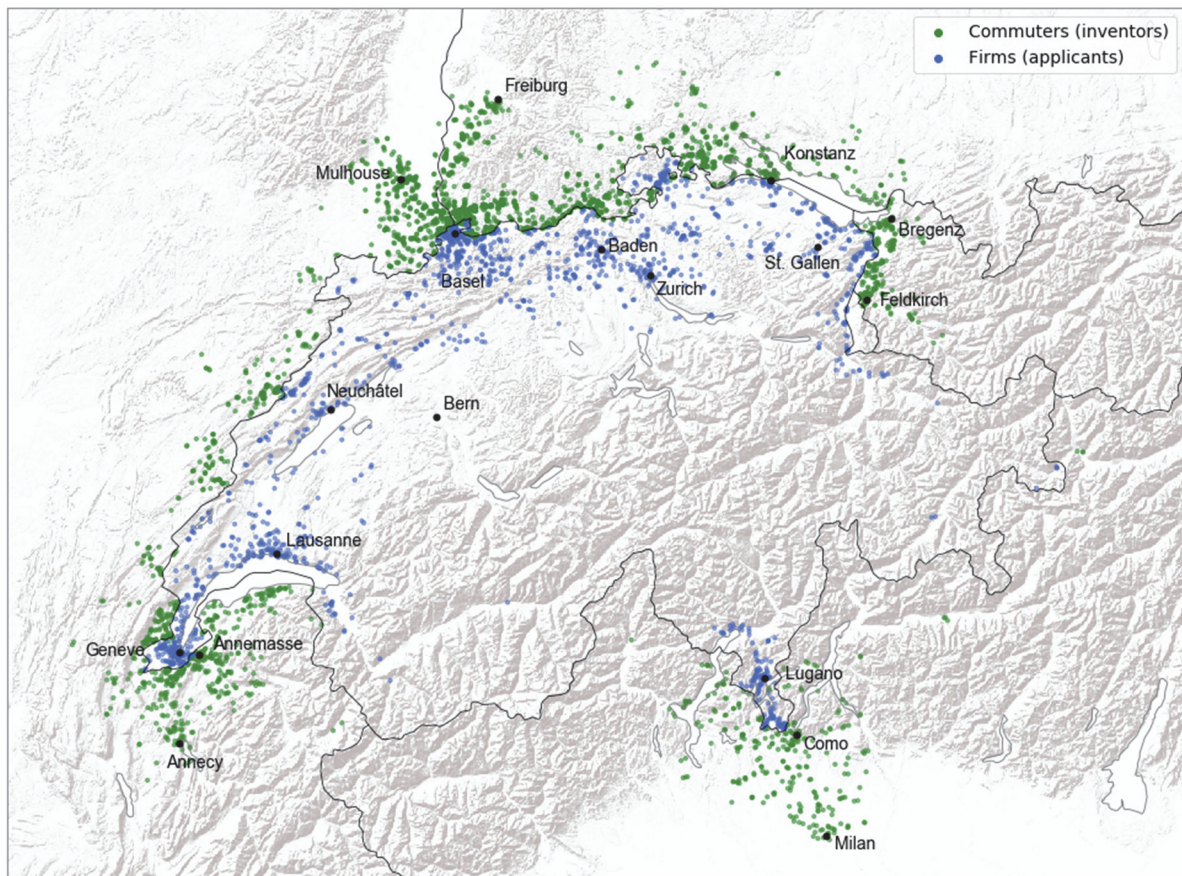 Commuters (inventors)
Firms (applicants)
Freiburg
Mulhouse
Konstanz
Bregenz
Baden
St. Gallen
Basel
Zurich
Feldkirch
Neuchâtel
Bern
Lausanne
Geneve
Annemasse
Lugano
Como
Annecy
Milan